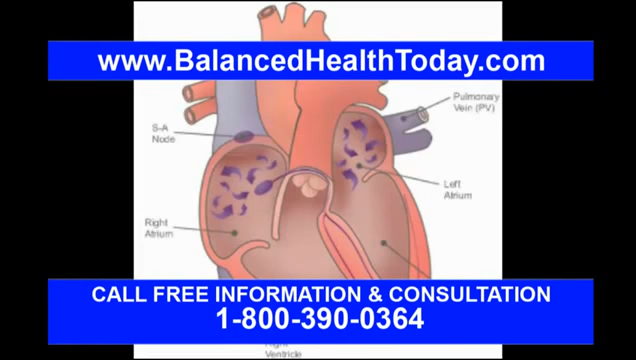 www.BalancedHealthToday.com
Pulmonary
Vein (PV)
S-A
Node
Left
Atrium
Right
Atrium
CALL FREE INFORMATION & CONSULTATION
1-800-390-0364
Ventricle